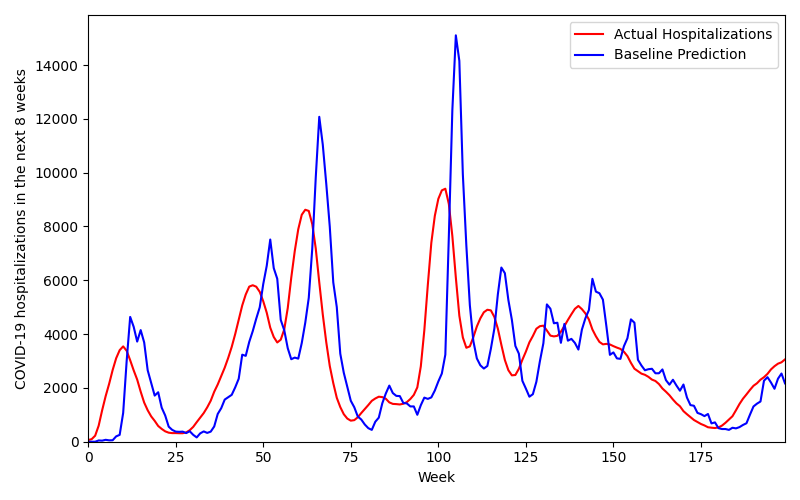 Actual Hospitalizations
Baseline Prediction
COVID-19 hospitalizations in the next 8 weeks
14000
12000
10000
8000
6000
4000
2000
0
0 25 50 75 100 125 150 175
Week